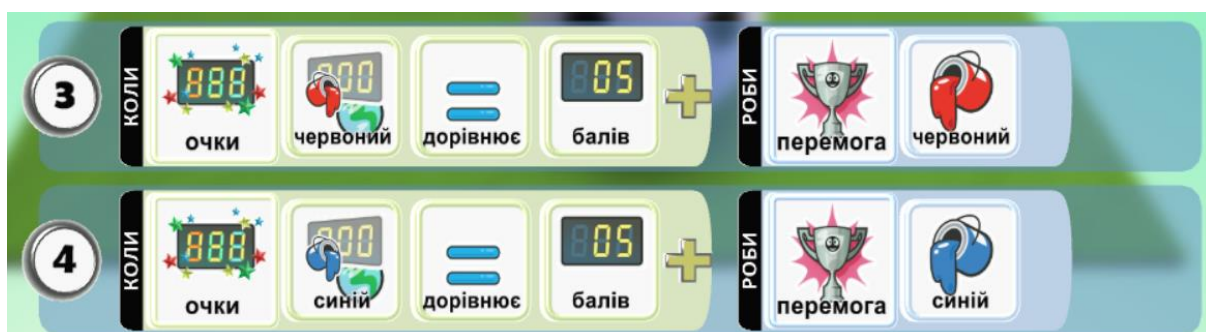 3
КОЛИ
888
очки
000
червоний
дорівнює
05
балів
РОБИ
перемога
червоний
4
КОЛИ
888
очки
000
синій
дорівнює
05
балів
РОБИ
перемога
синій